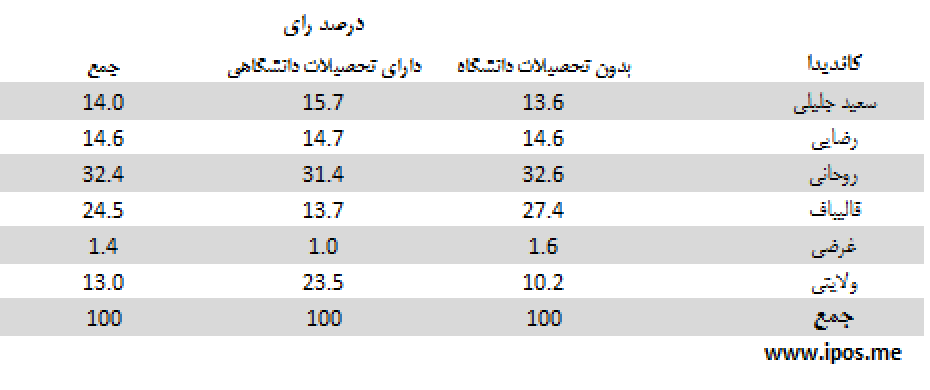 درصد رای
کاندیدا بدون تحصیلات دانشگاه دارای تحصیلات دانشگاهی جمع
سعید جلیلی 13.6 15.7 14.0
رضایی 14.6 14.7 14.6
روحانی 32.6 31.4 32.4
قالیباف 27.4 13.7 24.5
غرضی 1.6 1.0 1.4
ولایتی 10.2 23.5 13.0
جمع 100 100 100
www.ipos.me